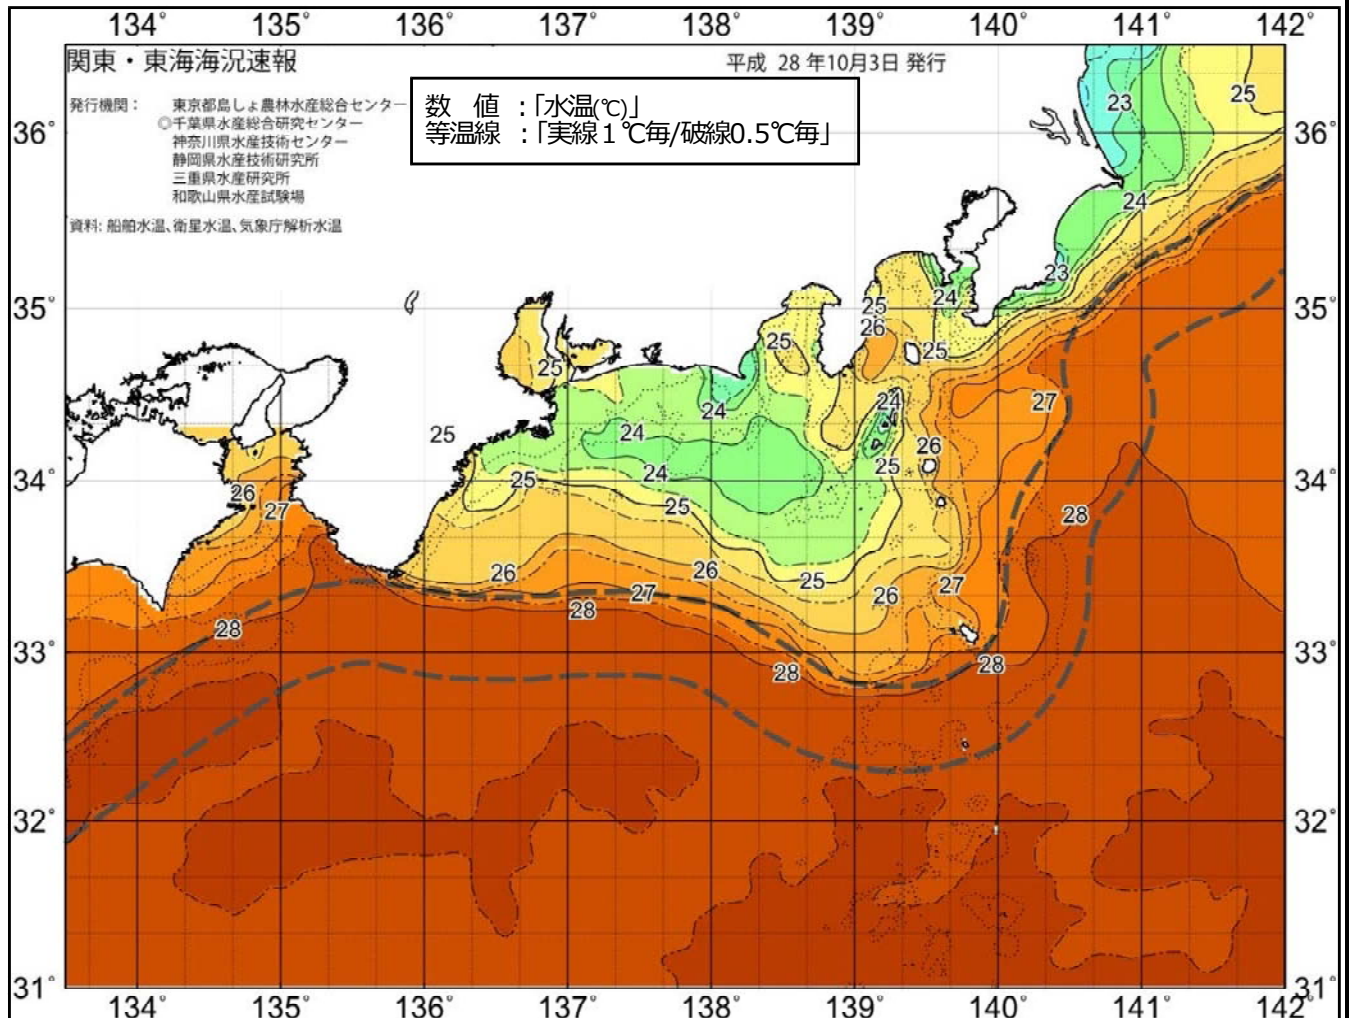 134° 135° 136° 137° 138° 139° 140° 141° 142°
関東・東海海況速報
平成 28 年10月3日 発行
発行機関： 東京都島しょ農林水産総合センター
◎千葉県水産総合研究センター
神奈川県水産技術センター
静岡県水産技術研究所
三重県水産研究所
和歌山県水産試験場
資料: 船舶水温、衛星水温、気象庁解析水温
数 値 :「水温(℃)」
等温線 :「実線１℃毎/破線0.5℃毎」
25
23
36° 36°
24
23
35° 24 35°
25
26
25 25
25
24 24 27
25 24 26
24 25
34° 26 25 34°
27 25 28
26 26 25 27
28 27 26
28
33° 28 28 33°
32° 32°
31° 31°
134° 135° 136° 137° 138° 139° 140° 141° 142°